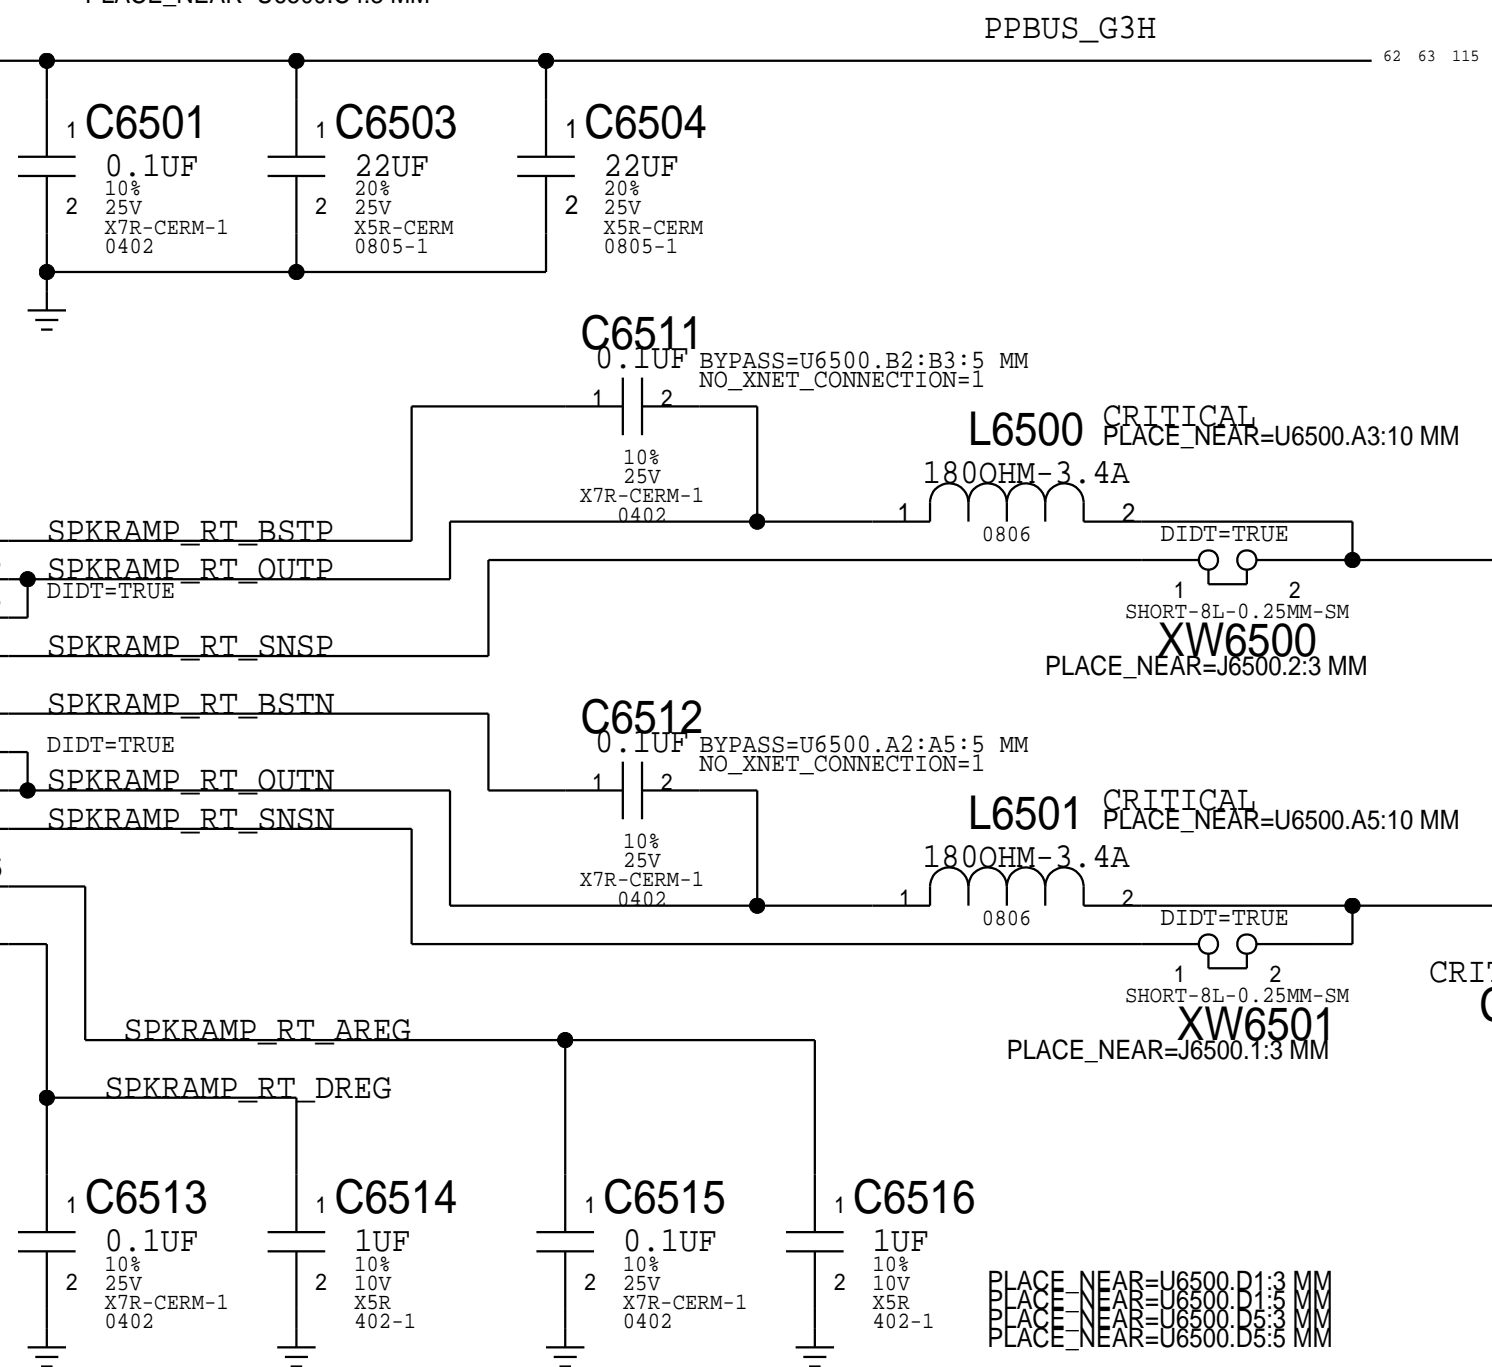 PPBUS_G3H
62 63 115
1 C6501
0.1UF
10%
2 25V
X7R-CERM-1
0402
1 C6503
22UF
20%
2 25V
X5R-CERM
0805-1
1 C6504
22UF
20%
2 25V
X5R-CERM
0805-1
C6511
0.1UF
BYPASS=U6500.B2:B3:5 MM
NO_XNET_CONNECTION=1
1 2
10%
25V
X7R-CERM-1
0402
L6500
CRITICAL
PLACE_NEAR=U6500.A3:10 MM
180OHM-3.4A
1 2
0806
SPKRAMP_RT_BSTP
SPKRAMP_RT_OUTP
DIDT=TRUE
DIDT=TRUE
1 2
SHORT-8L-0.25MM-SM
XW6500
PLACE_NEAR=J6500.2:3 MM
SPKRAMP_RT_SNSP
SPKRAMP_RT_BSTN
DIDT=TRUE
SPKRAMP_RT_OUTN
SPKRAMP_RT_SNSN
C6512
0.1UF
BYPASS=U6500.A2:A5:5 MM
NO_XNET_CONNECTION=1
1 2
10%
25V
X7R-CERM-1
0402
L6501
CRITICAL
PLACE_NEAR=U6500.A5:10 MM
180OHM-3.4A
1 2
0806
DIDT=TRUE
1 2
SHORT-8L-0.25MM-SM
XW6501
PLACE_NEAR=J6500.1:3 MM
SPKRAMP_RT_AREG
SPKRAMP_RT_DREG
1 C6513
0.1UF
10%
2 25V
X7R-CERM-1
0402
1 C6514
1UF
10%
2 10V
X5R
402-1
1 C6515
0.1UF
10%
2 25V
X7R-CERM-1
0402
1 C6516
1UF
10%
2 10V
X5R
402-1
PLACE_NEAR=U6500.D1:3 MM
PLACE_NEAR=U6500.D1:5 MM
PLACE_NEAR=U6500.D5:3 MM
PLACE_NEAR=U6500.D5:5 MM